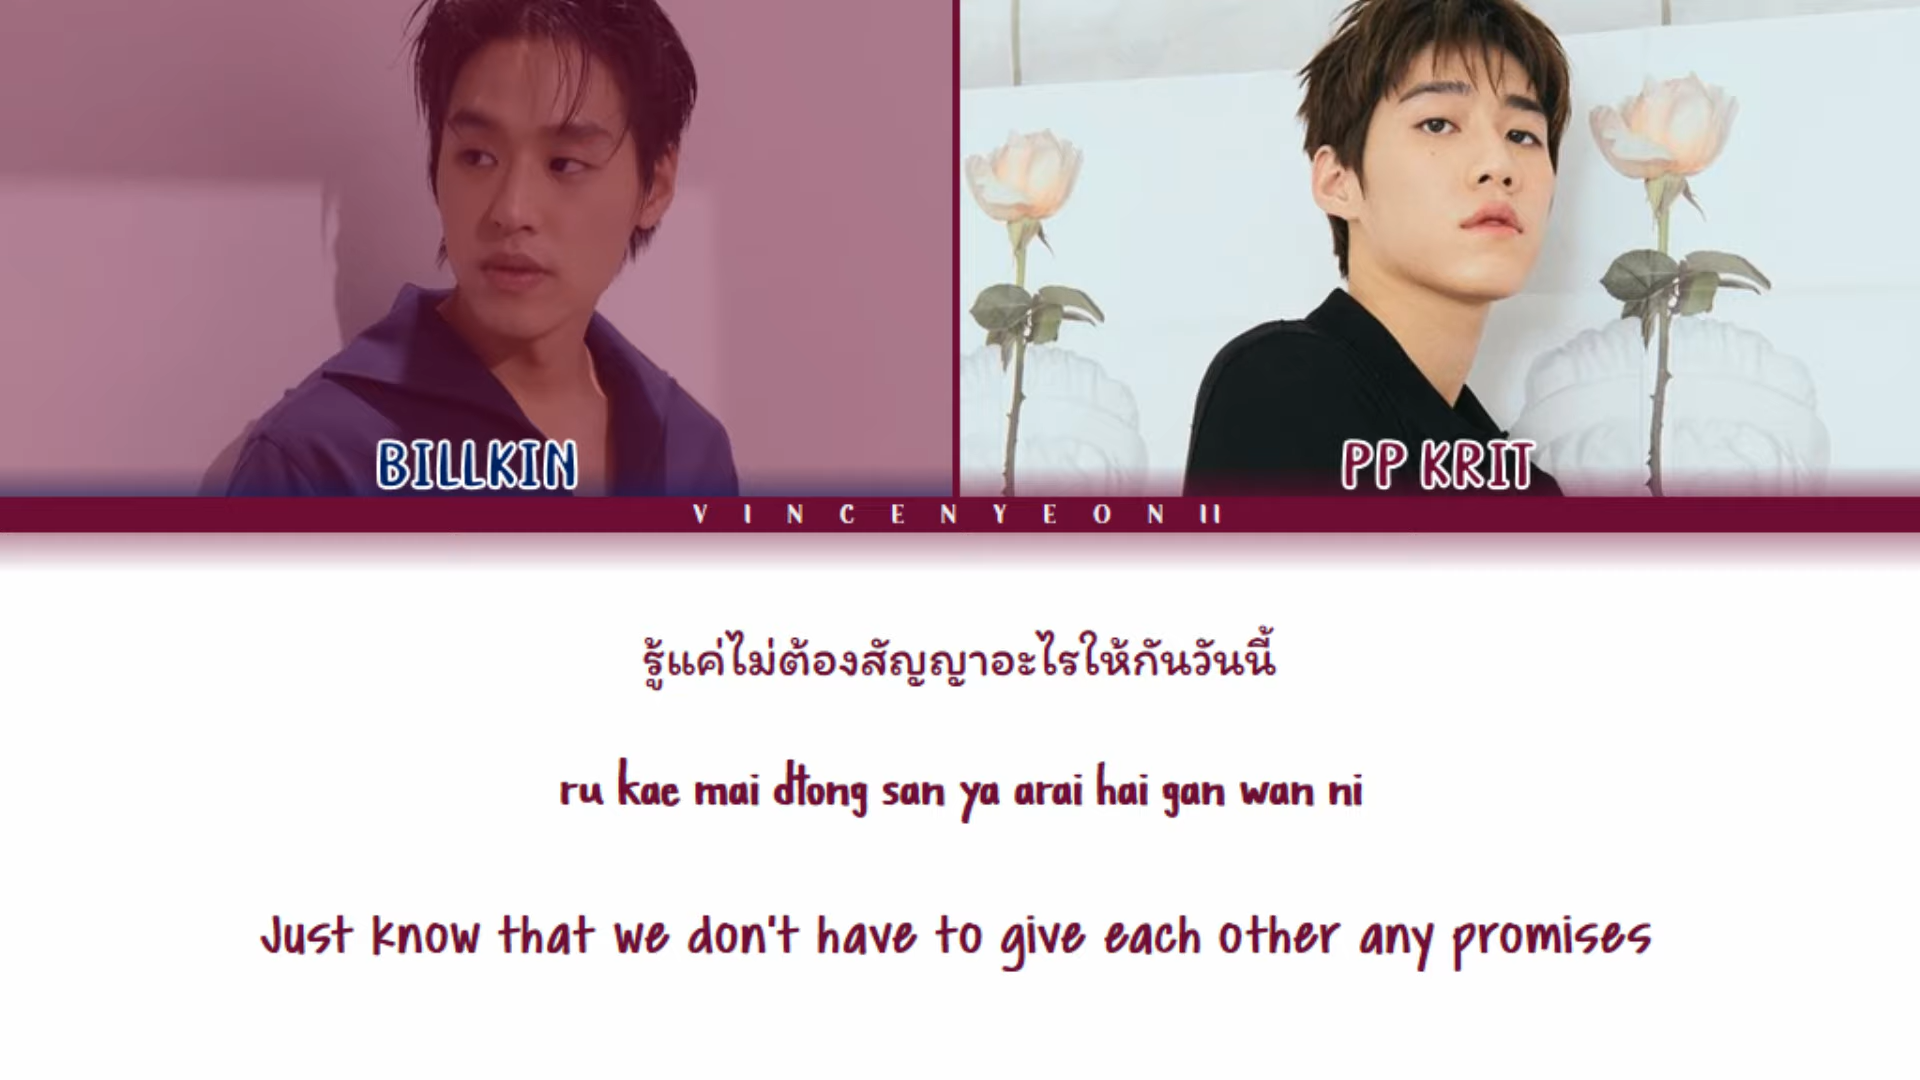 BILLKIN
PP KRIT
VINCENYEONII
รู้แค่ไม่ต้องสัญญาอะไรให้กันวันนี้
ru kae mai dtong san ya arai hai gan wan ni
Just know that we don't have to give each other any promises